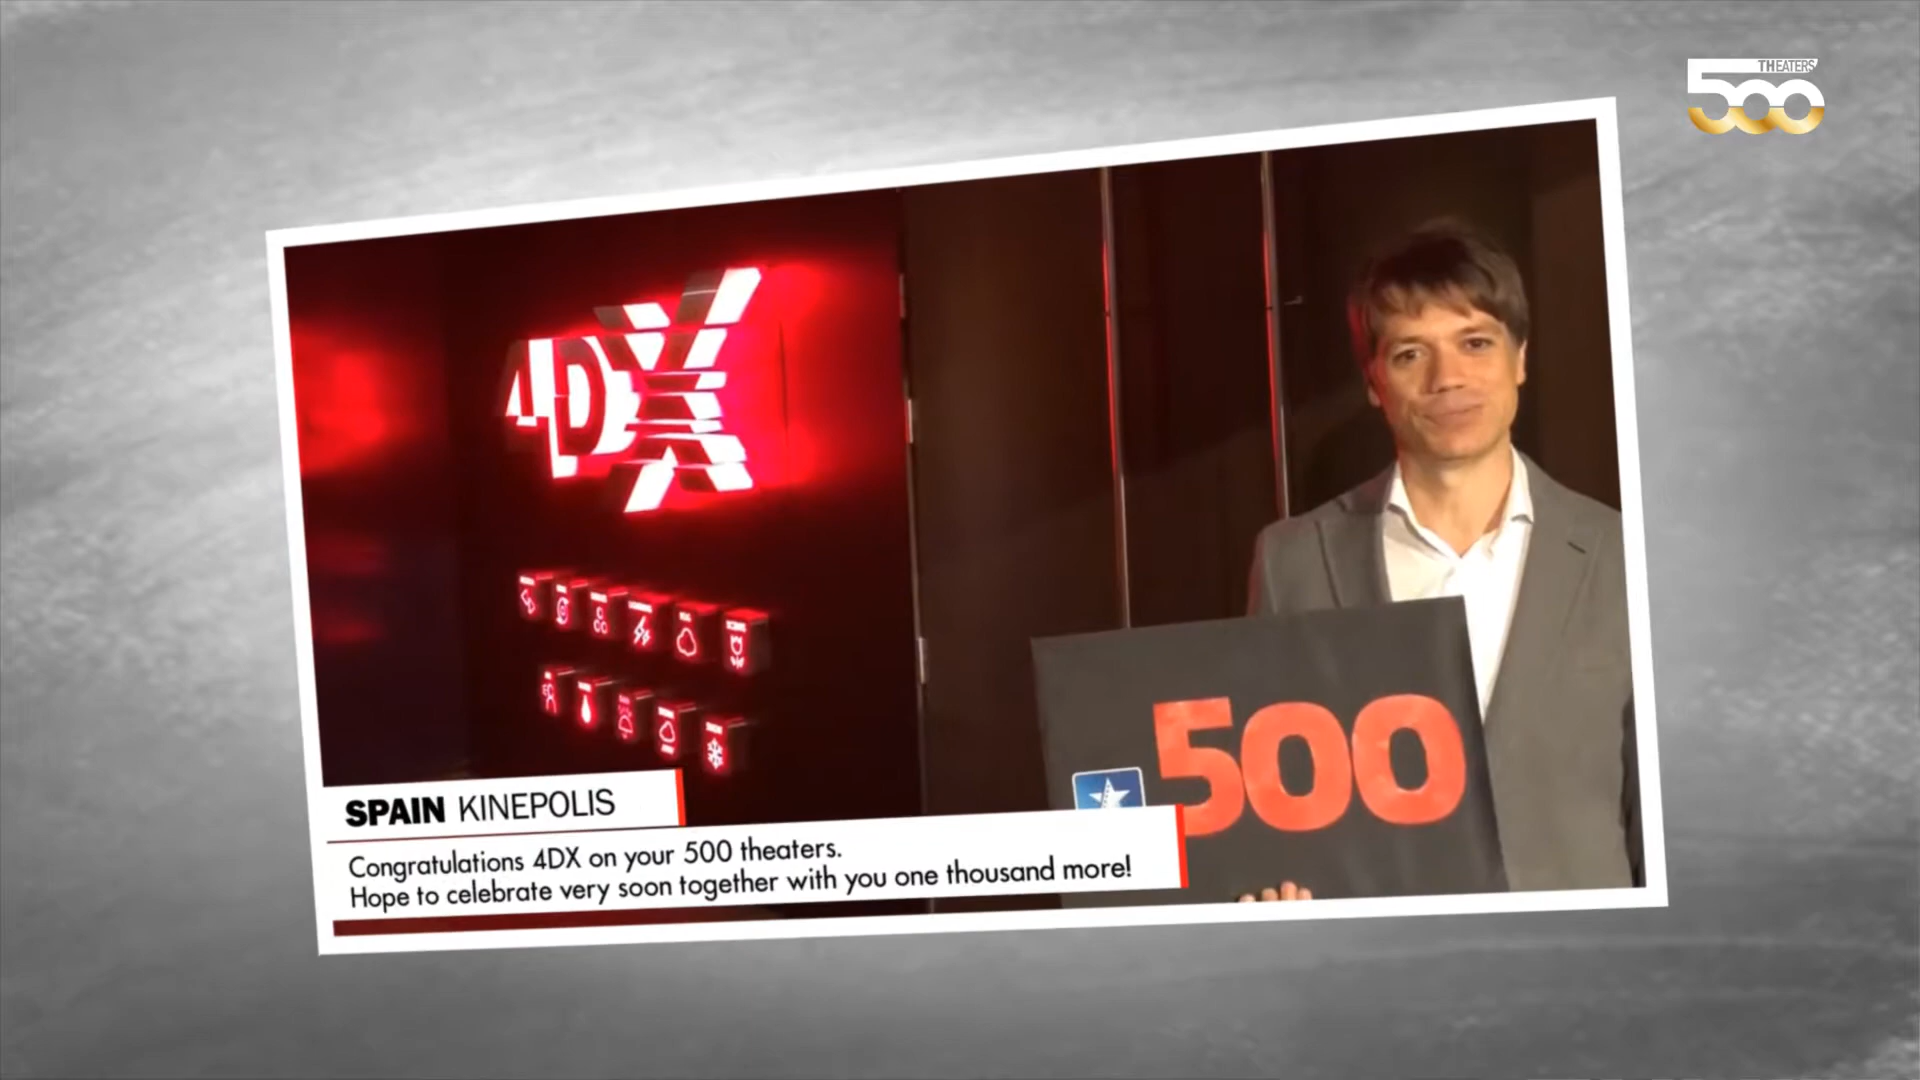 THEATERS
500
4DX
500
SPAIN KINEPOLIS
Congratulations 4DX on your 500 theaters.
Hope to celebrate very soon together with you one thousand more!